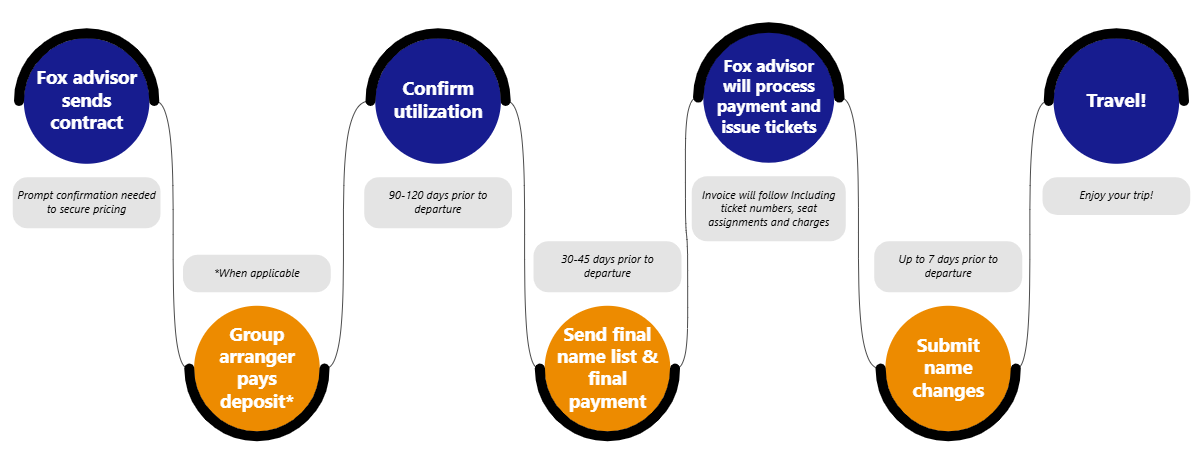 Fox advisor
sends
contract
Prompt confirmation needed
to secure pricing
*When applicable
Group
arranger
pays
deposit*
Confirm
utilization
90-120 days prior to
departure
30-45 days prior to
departure
Send final
name list &
final
payment
Fox advisor
will process
payment and
issue tickets
Invoice will follow Including
ticket numbers, seat
assignments and charges
Up to 7 days prior to
departure
Submit
name
changes
Travel!
Enjoy your trip!